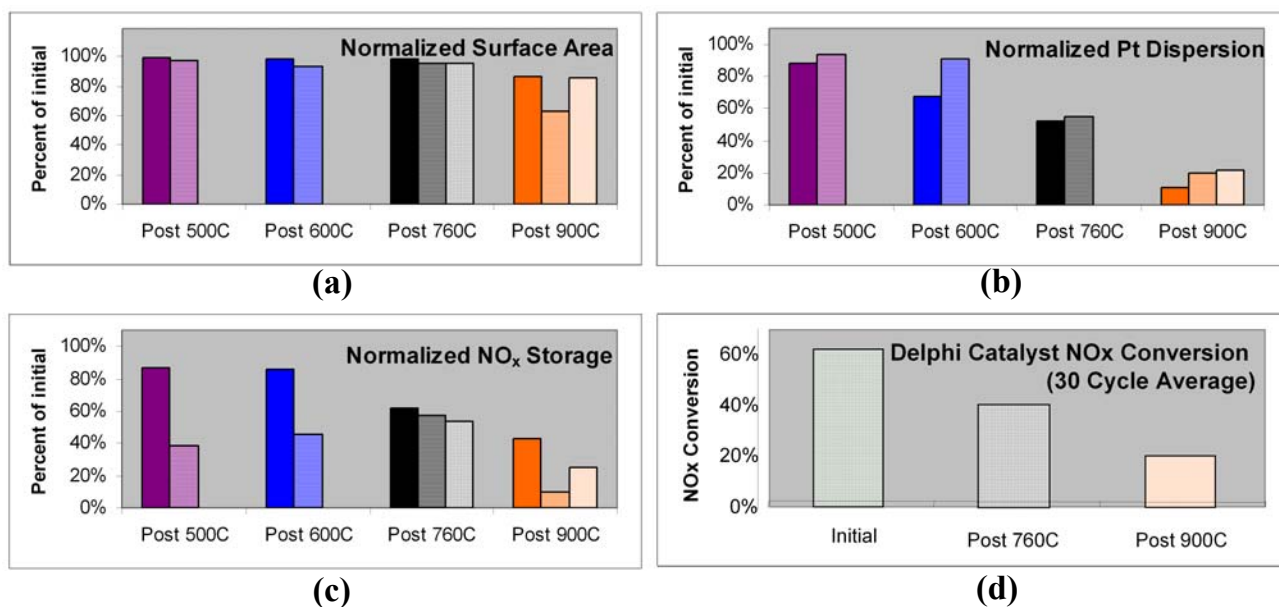 Normalized Surface Area
Percent of initial
100%
80%
60%
40%
20%
0%
Post 500C Post 600C Post 760C Post 900C
(a)
Normalized Pt Dispersion
Percent of initial
100%
80%
60%
40%
20%
0%
Post 500C Post 600C Post 760C Post 900C
(b)
Normalized NOx Storage
Percent of initial
100%
80%
60%
40%
20%
0%
Post 500C Post 600C Post 760C Post 900C
(c)
Delphi Catalyst NOx Conversion
(30 Cycle Average)
NOx Conversion
60%
40%
20%
0%
Initial Post 760C Post 900C
(d)